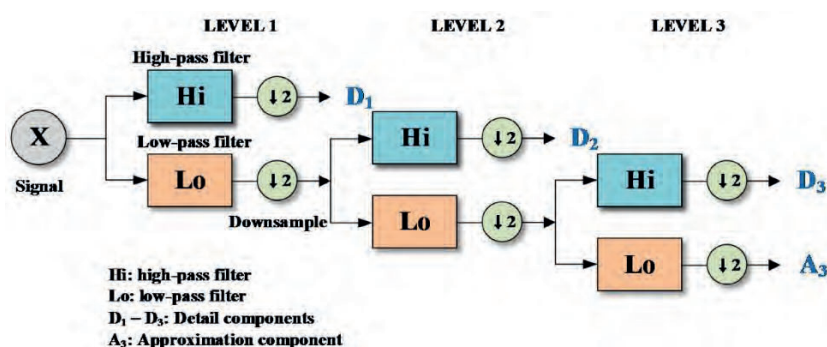 LEVEL 1 LEVEL 2 LEVEL 3
High-pass filter
Hi ↓2 D₁
X
Signal
Low-pass filter
Lo ↓2
Downsample
Hi ↓2 D₂
Lo ↓2
Hi ↓2 D₃
Lo ↓2 A₃
Hi: high-pass filter
Lo: low-pass filter
D₁ – D₃: Detail components
A₃: Approximation component